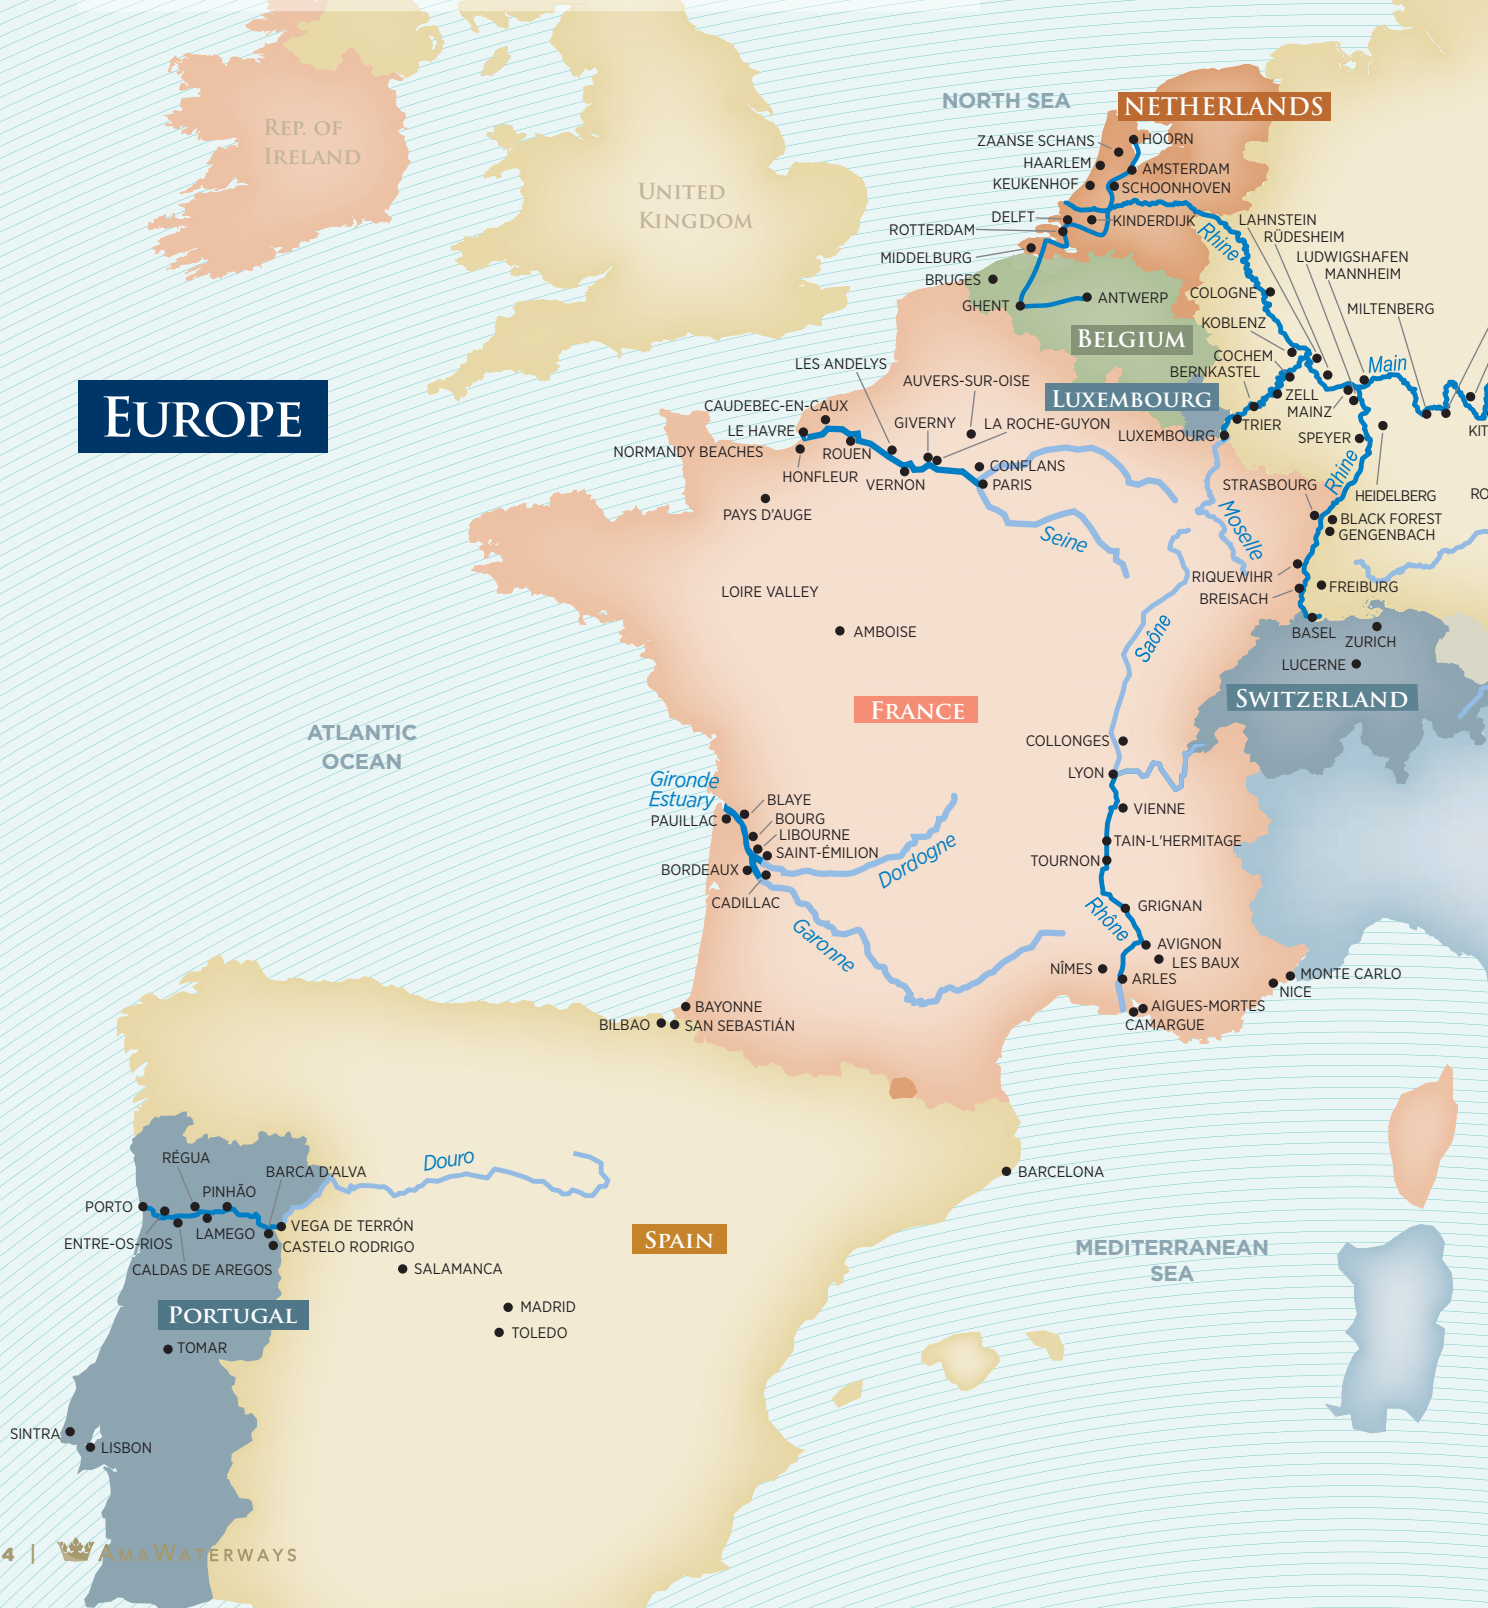 NORTH SEA
NETHERLANDS
ZAANSE SCHANS
HOORN
HAARLEM
AMSTERDAM
KEUKENHOF
SCHOONHOVEN
DELFT
KINDERDIJK
ROTTERDAM
MIDDELBURG
BRUGES
GHENT
ANTWERP
Rhine
LAHNSTEIN
RÜDESHEIM
LUDWIGSHAFEN
MANNHEIM
COLOGNE
MILTENBERG
KOBLENZ
COCHEM
BERNKASTEL
Main
ZELL
MAINZ
TRIER
KIT
LUXEMBOURG
SPEYER
REP. OF
IRELAND
UNITED
KINGDOM
BELGIUM
LUXEMBOURG
EUROPE
LES ANDELYS
AUVERS-SUR-OISE
CAUDEBEC-EN-CAUX
GIVERNY
LA ROCHE-GUYON
LE HAVRE
NORMANDY BEACHES
ROUEN
HONFLEUR
VERNON
CONFLANS
PARIS
PAYS D'AUGE
Seine
STRASBOURG
Rhine
HEIDELBERG
RO
Moselle
BLACK FOREST
GENGENBACH
RIQUEWIHR
BREISACH
FREIBURG
BASEL
ZURICH
LUCERNE
SWITZERLAND
LOIRE VALLEY
AMBOISE
Saône
FRANCE
ATLANTIC
OCEAN
COLLONGES
LYON
VIENNE
TAIN-L'HERMITAGE
TOURNON
Gironde
Estuary
BLAYE
PAUILLAC
BOURG
LIBOURNE
SAINT-ÉMILION
BORDEAUX
CADILLAC
Dordogne
Garonne
Rhône
GRIGNAN
AVIGNON
LES BAUX
NÎMES
ARLES
MONTE CARLO
NICE
AIGUES-MORTES
CAMARGUE
BAYONNE
BILBAO
SAN SEBASTIÁN
BARCELONA
Douro
RÉGUA
BARCA D'ALVA
PINHÃO
PORTO
VEGA DE TERRÓN
LAMEGO
ENTRE-OS-RIOS
CASTELO RODRIGO
CALDAS DE AREGOS
SALAMANCA
SPAIN
MEDITERRANEAN
SEA
PORTUGAL
MADRID
TOLEDO
TOMAR
SINTRA
LISBON
4 | AMAWATERWAYS